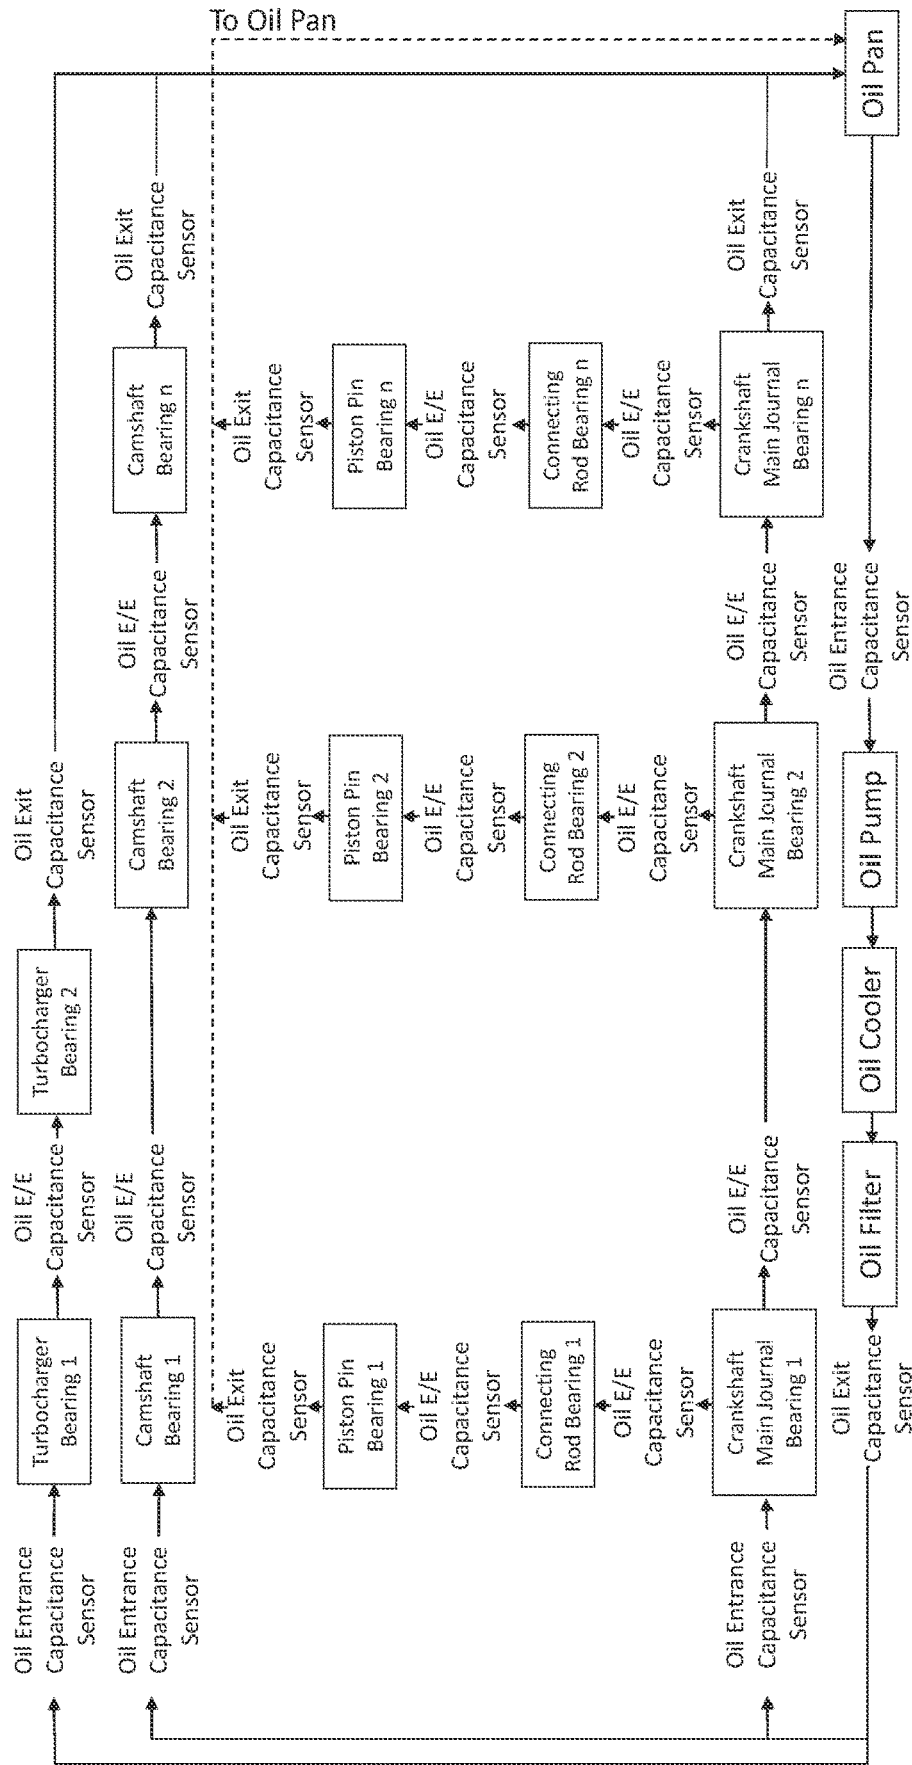 To Oil Pan
Oil Entrance
Capacitance
Sensor
Turbocharger
Bearing 1
Oil E/E
Capacitance
Sensor
Turbocharger
Bearing 2
Oil Exit
Capacitance
Sensor
Oil Entrance
Capacitance
Sensor
Camshaft
Bearing 1
Oil E/E
Capacitance
Sensor
Camshaft
Bearing 2
Oil E/E
Capacitance
Sensor
Camshaft
Bearing n
Oil Exit
Capacitance
Sensor
Oil Exit
Capacitance
Sensor
Oil Exit
Capacitance
Sensor
Oil Exit
Capacitance
Sensor
Piston Pin
Bearing 1
Piston Pin
Bearing 2
Piston Pin
Bearing n
Oil E/E
Capacitance
Sensor
Oil E/E
Capacitance
Sensor
Oil E/E
Capacitance
Sensor
Connecting
Rod Bearing 1
Connecting
Rod Bearing 2
Connecting
Rod Bearing n
Oil E/E
Capacitance
Sensor
Oil E/E
Capacitance
Sensor
Oil E/E
Capacitance
Sensor
Oil Entrance
Capacitance
Sensor
Crankshaft
Main Journal
Bearing 1
Oil E/E
Capacitance
Sensor
Crankshaft
Main Journal
Bearing 2
Oil E/E
Capacitance
Sensor
Crankshaft
Main Journal
Bearing n
Oil Exit
Capacitance
Sensor
Oil Exit
Capacitance
Sensor
Oil Filter
Oil Cooler
Oil Pump
Oil Entrance
Capacitance
Sensor
Oil Pan